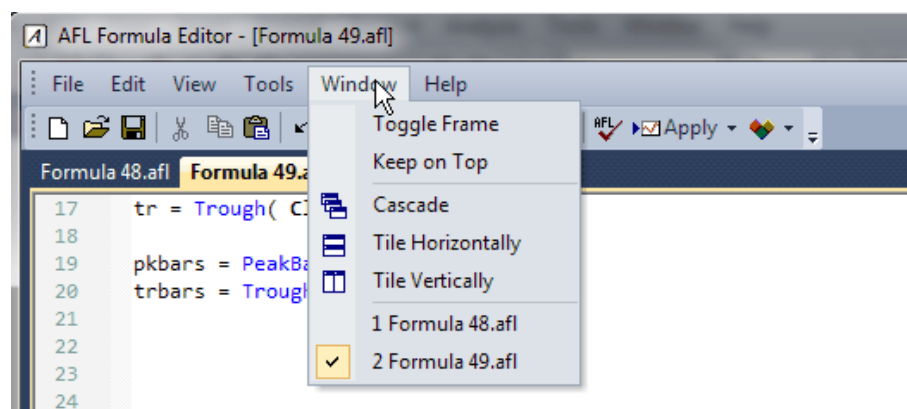 AFL Formula Editor - [Formula 49.afl]
File Edit View Tools Window Help
Toggle Frame
AFL Apply
Keep on Top
Formula 48.afl Formula 49.a
17 tr = Trough( Cl
Cascade
18
Tile Horizontally
19 pkbars = PeakBa
20 trbars = Trough
Tile Vertically
21
1 Formula 48.afl
22
23
2 Formula 49.afl
24